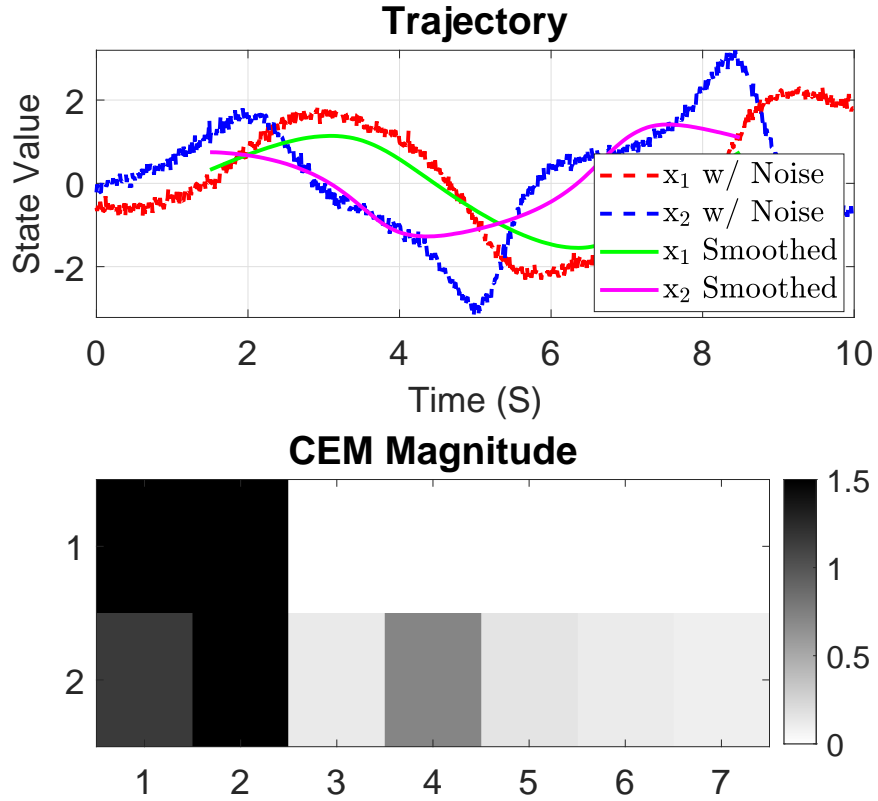 Trajectory
State Value
2
0
-2
x₁ w/ Noise
x₂ w/ Noise
x₁ Smoothed
x₂ Smoothed
0 2 4 6 8 10
Time (S)
CEM Magnitude
1
2
1.5
1
0.5
0
1 2 3 4 5 6 7